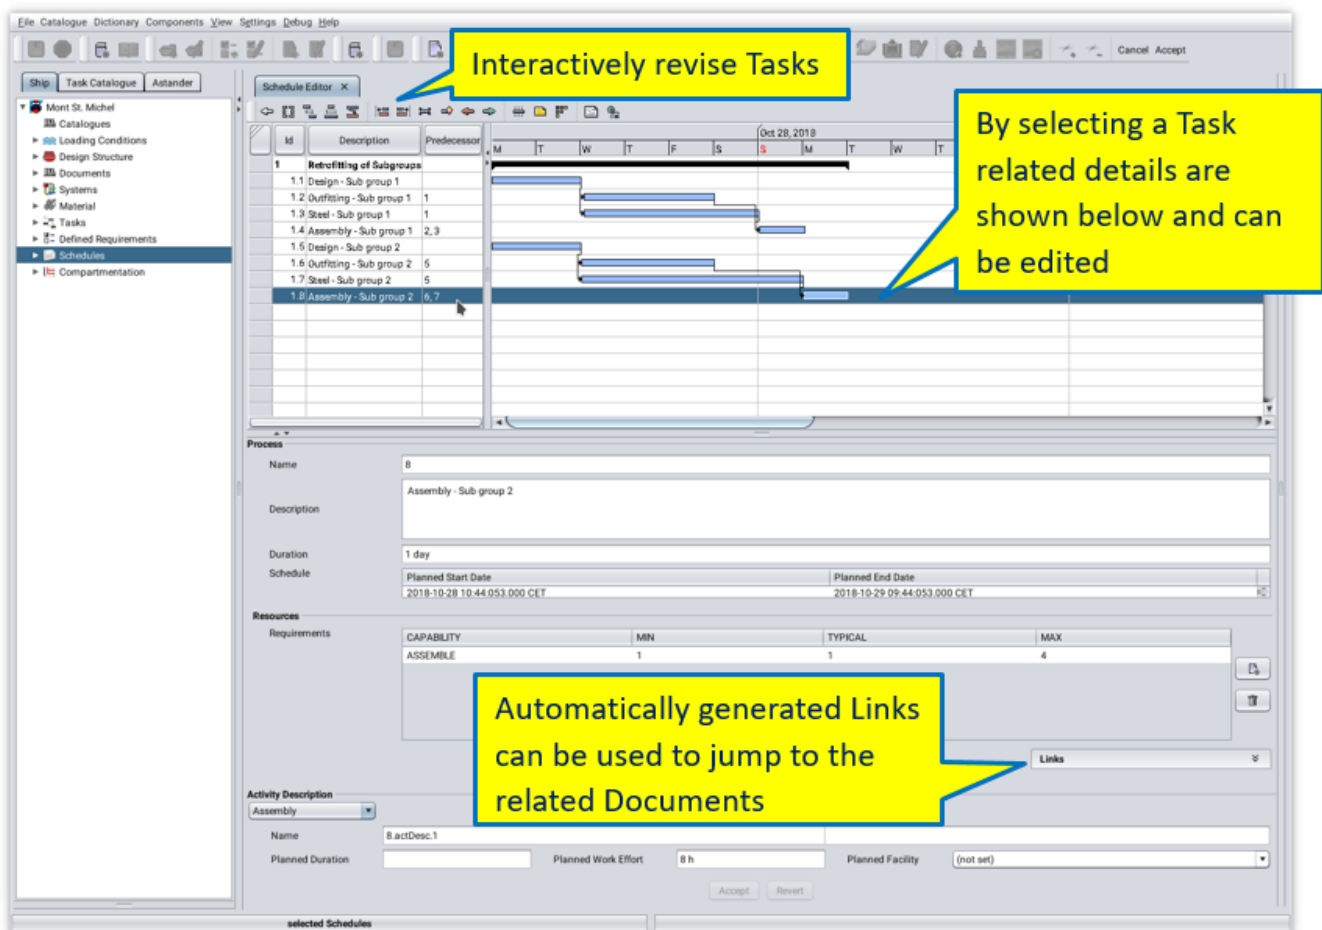 File Catalogue Dictionary Components View Settings Debug Help
Cancel Accept
Interactively revise Tasks
Ship Task Catalogue Astander
Mont St. Michel
Catalogues
Loading Conditions
Design Structure
Documents
Systems
Material
Tasks
Defined Requirements
Schedules
Compartmentation
Schedule Editor X
By selecting a Task
related details are
shown below and can
be edited
Oct 28, 2018
Id Description Predecessor M T W T F S S M T W T
1 Retrofitting of Subgroups
1.1 Design - Sub group 1
1.2 Outfitting - Sub group 1 1
1.3 Steel - Sub group 1 1
1.4 Assembly - Sub group 1 2,3
1.5 Design - Sub group 2
1.6 Outfitting - Sub group 2 5
1.7 Steel - Sub group 2 5
1.8 Assembly - Sub group 2 6,7
Process
Name 8
Description Assembly - Sub group 2
Duration 1 day
Schedule Planned Start Date Planned End Date
2018-10-28 10:44:053.000 CET 2018-10-29 09:44:053.000 CET
Resources
Requirements CAPABILITY MIN TYPICAL MAX
ASSEMBLE 1 1 4
Automatically generated Links
can be used to jump to the
related Documents
Links
Activity Description
Assembly
Name 8.actDesc.1
Planned Duration Planned Work Effort 8 h Planned Facility (not set)
Accept Revert
selected Schedules